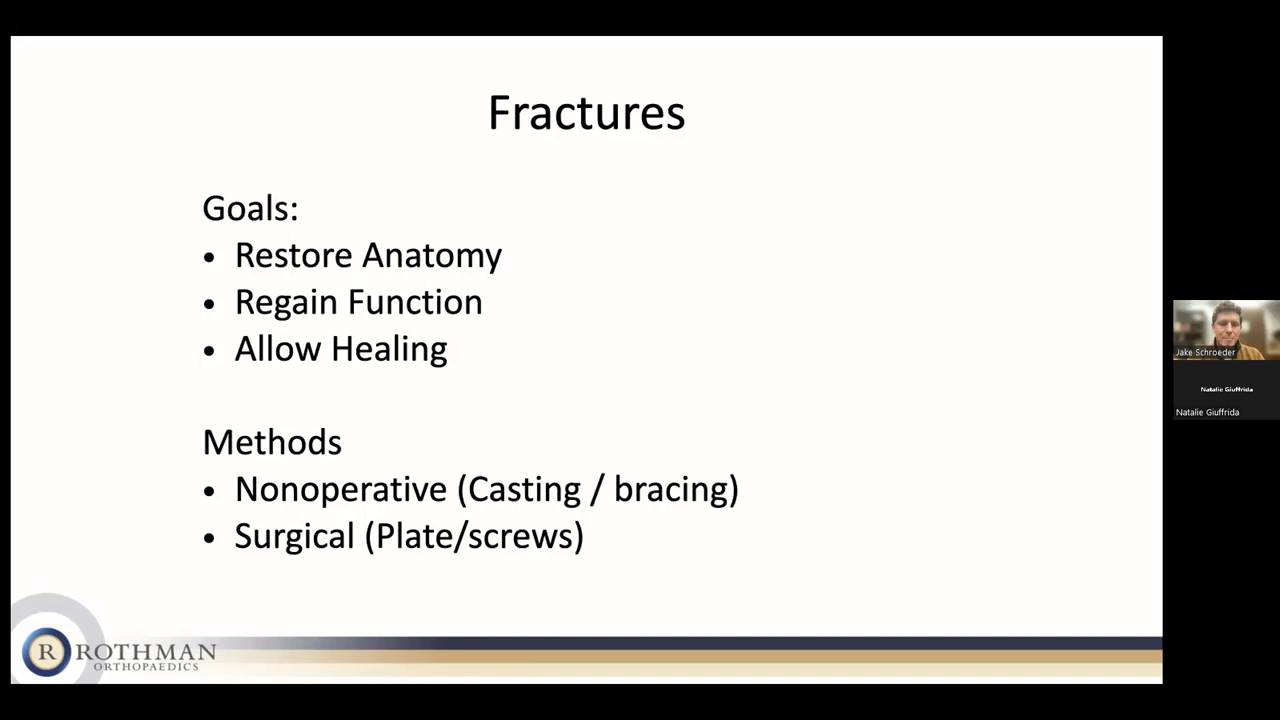 Fractures
Goals:
• Restore Anatomy
• Regain Function
• Allow Healing
Methods
• Nonoperative (Casting / bracing)
• Surgical (Plate/screws)
R ROTHMAN
ORTHOPAEDICS
Jake Schroeder
Natalie Giuffrida
Natalie Giuffrida